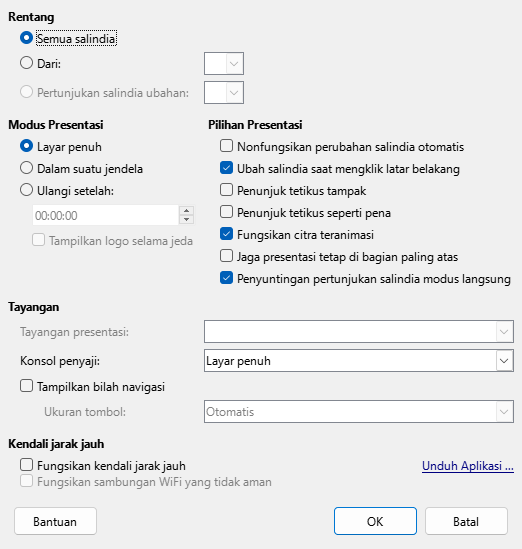 Rentang
Semua salindia
Dari:
Pertunjukan salindia ubahan:
Modus Presentasi
Layar penuh
Dalam suatu jendela
Ulangi setelah:
00:00:00
Tampilkan logo selama jeda
Pilihan Presentasi
Nonfungsikan perubahan salindia otomatis
Ubah salindia saat mengklik latar belakang
Penunjuk tetikus tampak
Penunjuk tetikus seperti pena
Fungsikan citra teranimasi
Jaga presentasi tetap di bagian paling atas
Penyuntingan pertunjukan salindia modus langsung
Tayangan
Tayangan presentasi:
Konsol penyaji: Layar penuh
Tampilkan bilah navigasi
Ukuran tombol: Otomatis
Kendali jarak jauh
Fungsikan kendali jarak jauh Unduh Aplikasi ...
Fungsikan sambungan WiFi yang tidak aman
Bantuan OK Batal